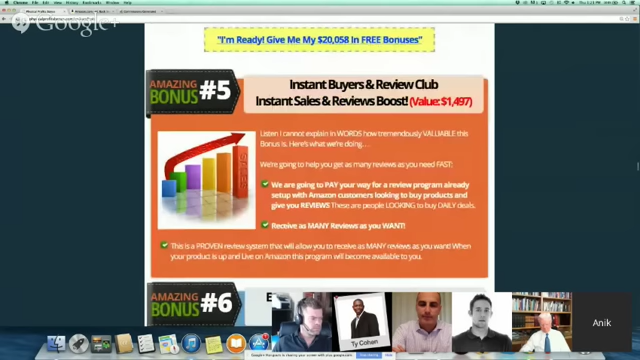 Google+
"I'm Ready! Give Me My $20,058 In FREE Bonuses"
AMAZING
BONUS #5
Instant Buyers & Review Club
Instant Sales & Reviews Boost! (Value: $1,497)
Listen I cannot explain in WORDS how tremendously VALUABLE this
Bonus is. Here's what we're doing...
We're going to help you get as many reviews as you need FAST:
We are going to PAY your way for a review program already
setup with Amazon customers looking to buy products and
give you REVIEWS These are people LOOKING to buy DAILY deals.
Receive as MANY Reviews as you WANT!
This is a PROVEN review system that will allow you to receive as MANY reviews as you want! When
your product is up and Live on Amazon this program will become available to you.
AMAZING
BONUS #6
Ty Cohan
Anik